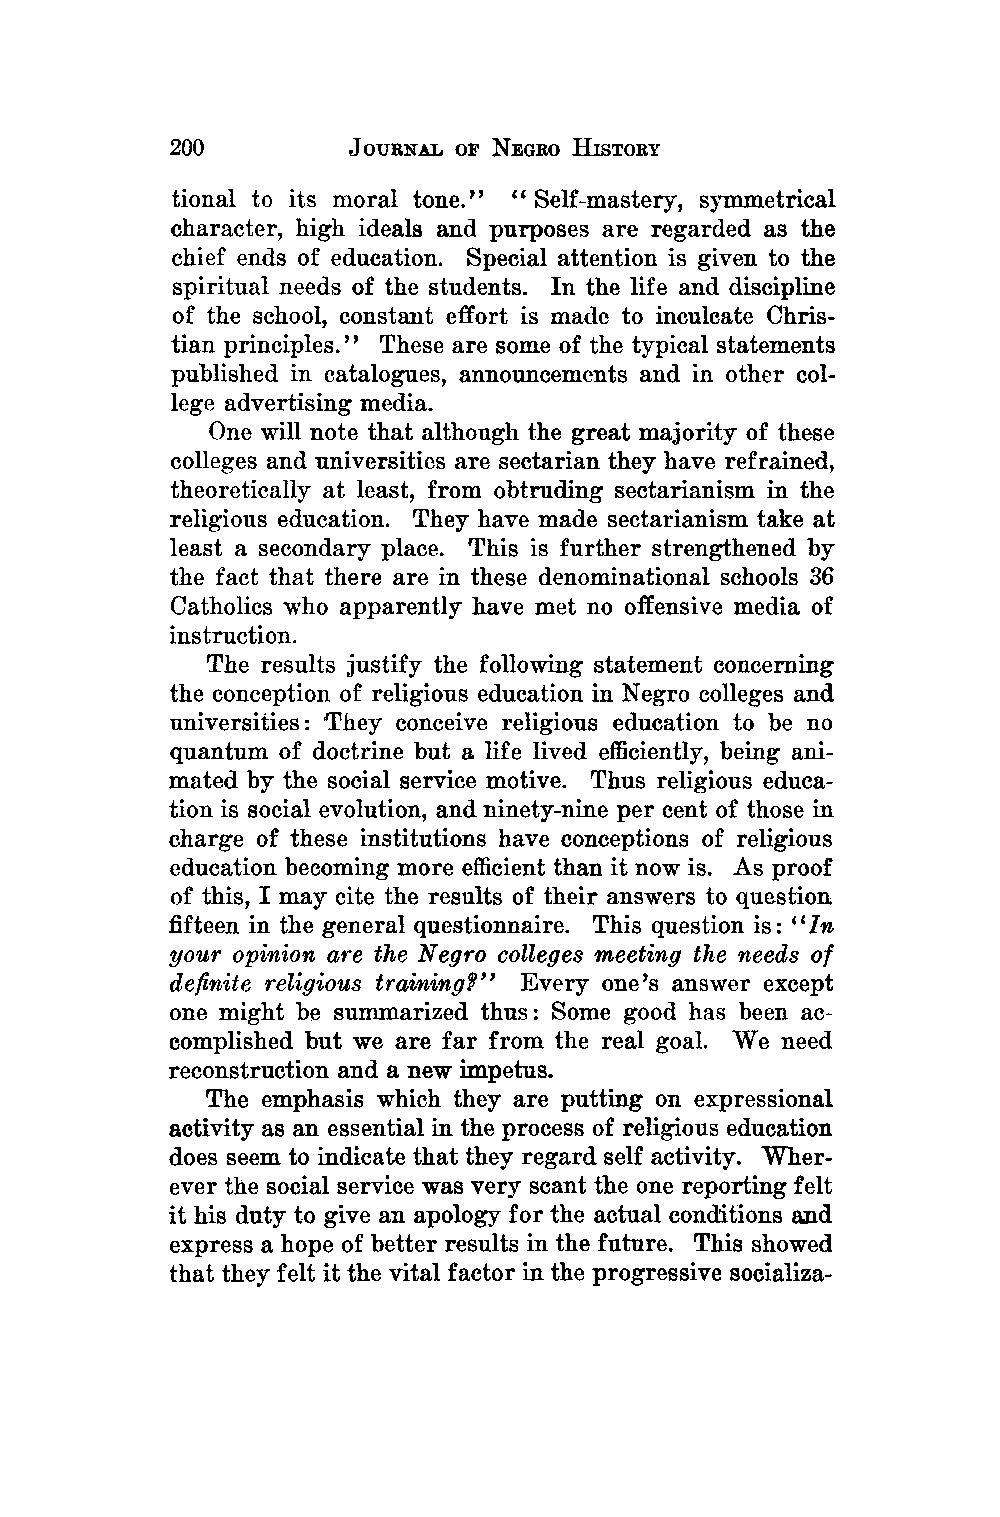 200 JOURNAL OF NEGRO HISTORY
tional to its moral tone." "Self-mastery, symmetrical
character, high ideals and purposes are regarded as the
chief ends of education. Special attention is given to the
spiritual needs of the students. In the life and discipline
of the school, constant effort is made to inculcate Chris-
tian principles." These are some of the typical statements
published in catalogues, announcements and in other col-
lege advertising media.
One will note that although the great majority of these
colleges and universities are sectarian they have refrained,
theoretically at least, from obtruding sectarianism in the
religious education. They have made sectarianism take at
least a secondary place. This is further strengthened by
the fact that there are in these denominational schools 36
Catholics who apparently have met no offensive media of
instruction.
The results justify the following statement concerning
the conception of religious education in Negro colleges and
universities: They conceive religious education to be no
quantum of doctrine but a life lived efficiently, being ani-
mated by the social service motive. Thus religious educa-
tion is social evolution, and ninety-nine per cent of those in
charge of these institutions have conceptions of religious
education becoming more efficient than it now is. As proof
of this, I may cite the results of their answers to question
fifteen in the general questionnaire. This question is: "In
your opinion are the Negro colleges meeting the needs of
definite religious training?" Every one's answer except
one might be summarized thus: Some good has been ac-
complished but we are far from the real goal. We need
reconstruction and a new impetus.
The emphasis which they are putting on expressional
activity as an essential in the process of religious education
does seem to indicate that they regard self activity. Wher-
ever the social service was very scant the one reporting felt
it his duty to give an apology for the actual conditions and
express a hope of better results in the future. This showed
that they felt it the vital factor in the progressive socializa-